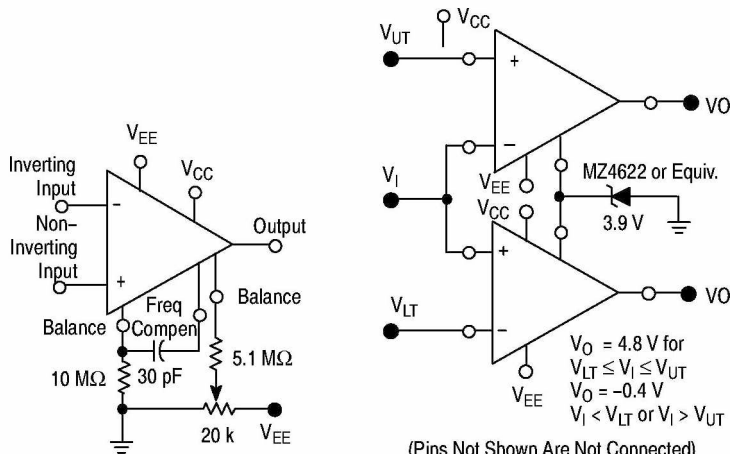 VEE
VCC
Inverting
Input
Non–
Inverting
Input
–
+
Output
Balance
Freq
Compen
Balance
10 MΩ
30 pF
5.1 MΩ
20 k
VEE
VUT
VCC
+
–
VO
VEE
VI
MZ4622 or Equiv.
3.9 V
VCC
+
–
VLT
VO
VEE
VO = 4.8 V for
VLT ≤ VI ≤ VUT
VO = –0.4 V
VI < VLT or VI > VUT
(Pins Not Shown Are Not Connected)